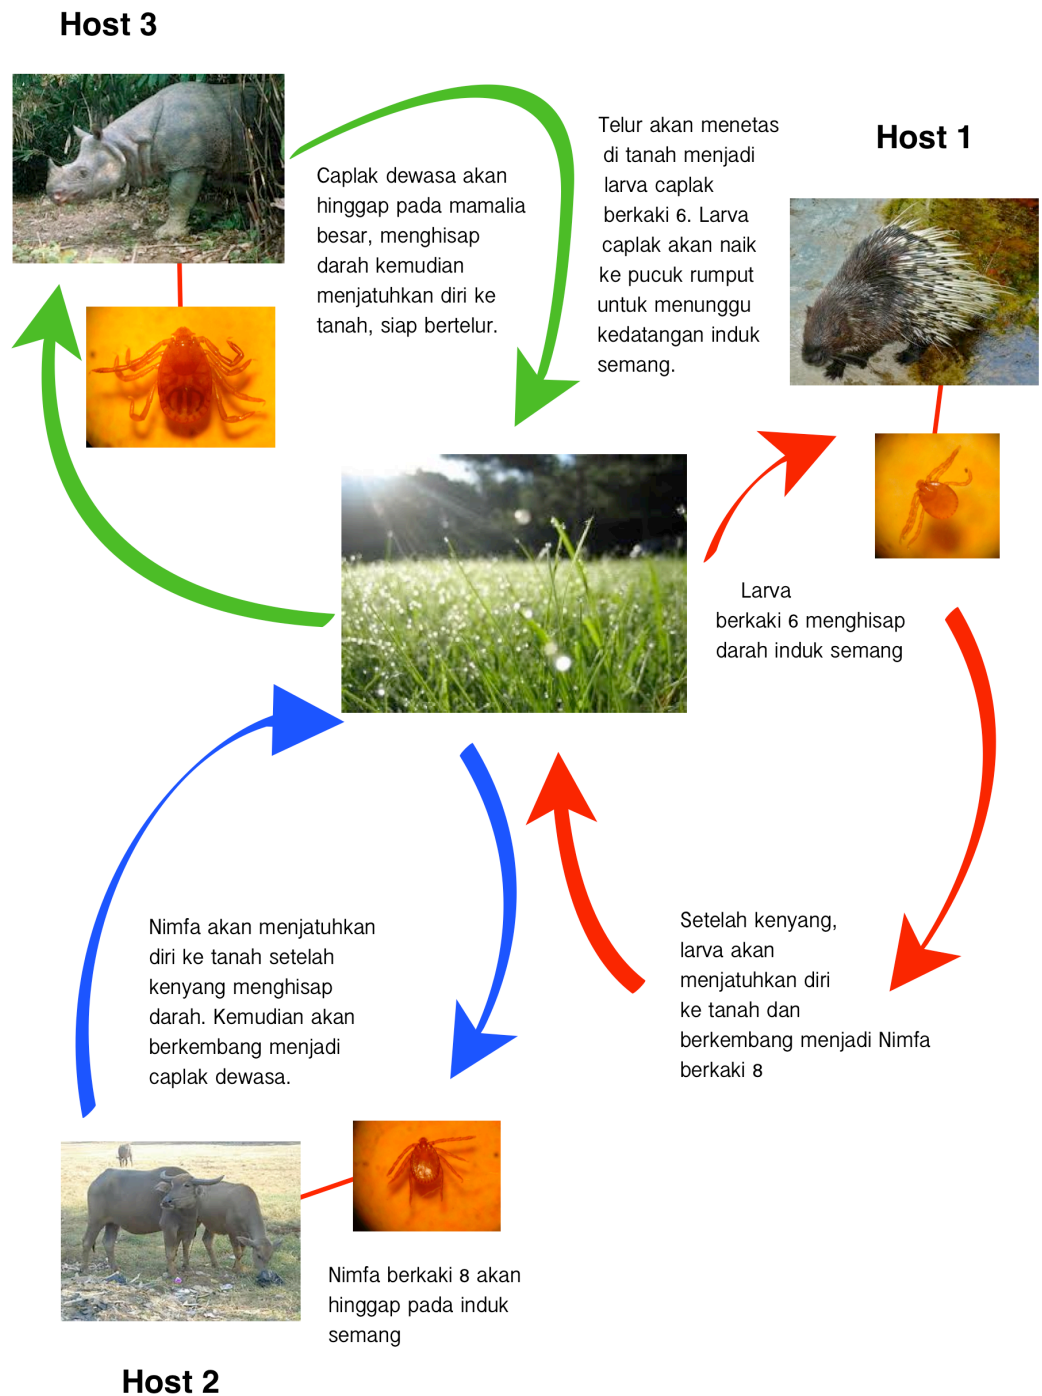 Host 3
Caplak dewasa akan
hinggap pada mamalia
besar, menghisap
darah kemudian
menjatuhkan diri ke
tanah, siap bertelur.
Telur akan menetas
di tanah menjadi
larva caplak
berkaki 6. Larva
caplak akan naik
ke pucuk rumput
untuk menunggu
kedatangan induk
semang.
Host 1
Larva
berkaki 6 menghisap
darah induk semang
Setelah kenyang,
larva akan
menjatuhkan diri
ke tanah dan
berkembang menjadi Nimfa
berkaki 8
Nimfa akan menjatuhkan
diri ke tanah setelah
kenyang menghisap
darah. Kemudian akan
berkembang menjadi
caplak dewasa.
Nimfa berkaki 8 akan
hinggap pada induk
semang
Host 2